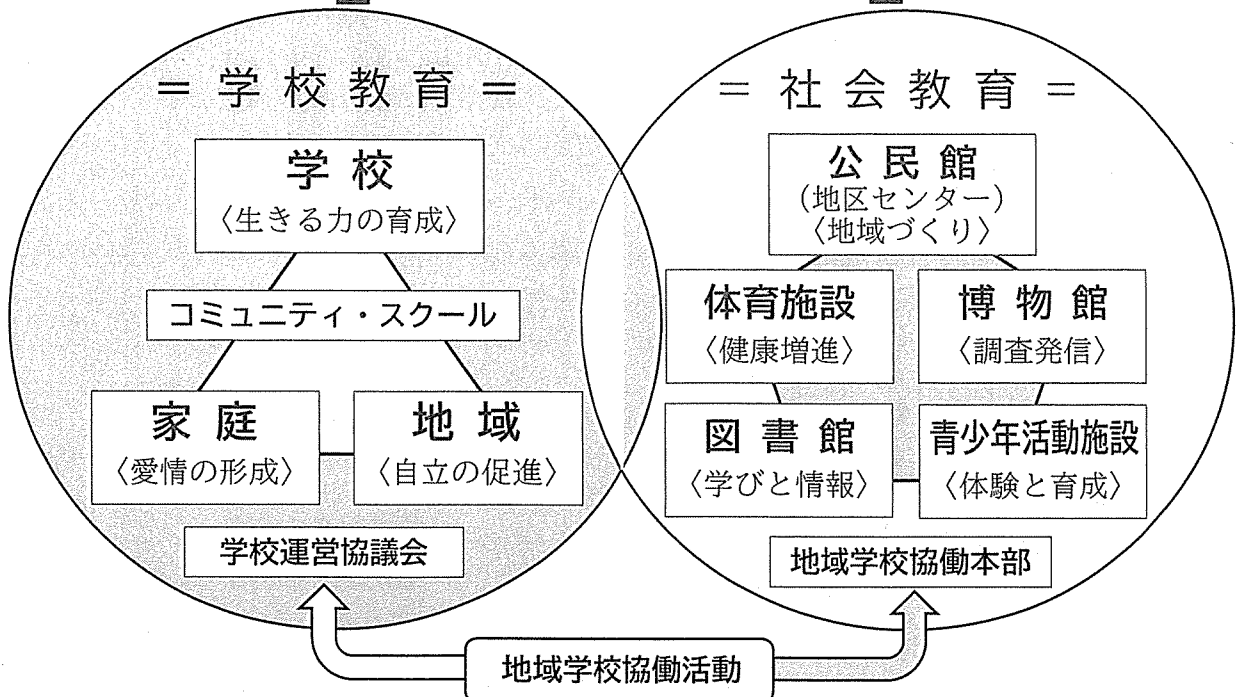 = 学校教育 =
学校
〈生きる力の育成〉
コミュニティ・スクール
家庭
〈愛情の形成〉
地域
〈自立の促進〉
学校運営協議会
= 社会教育 =
公民館
(地区センター)
〈地域づくり〉
体育施設
〈健康増進〉
博物館
〈調査発信〉
図書館
〈学びと情報〉
青少年活動施設
〈体験と育成〉
地域学校協働本部
地域学校協働活動